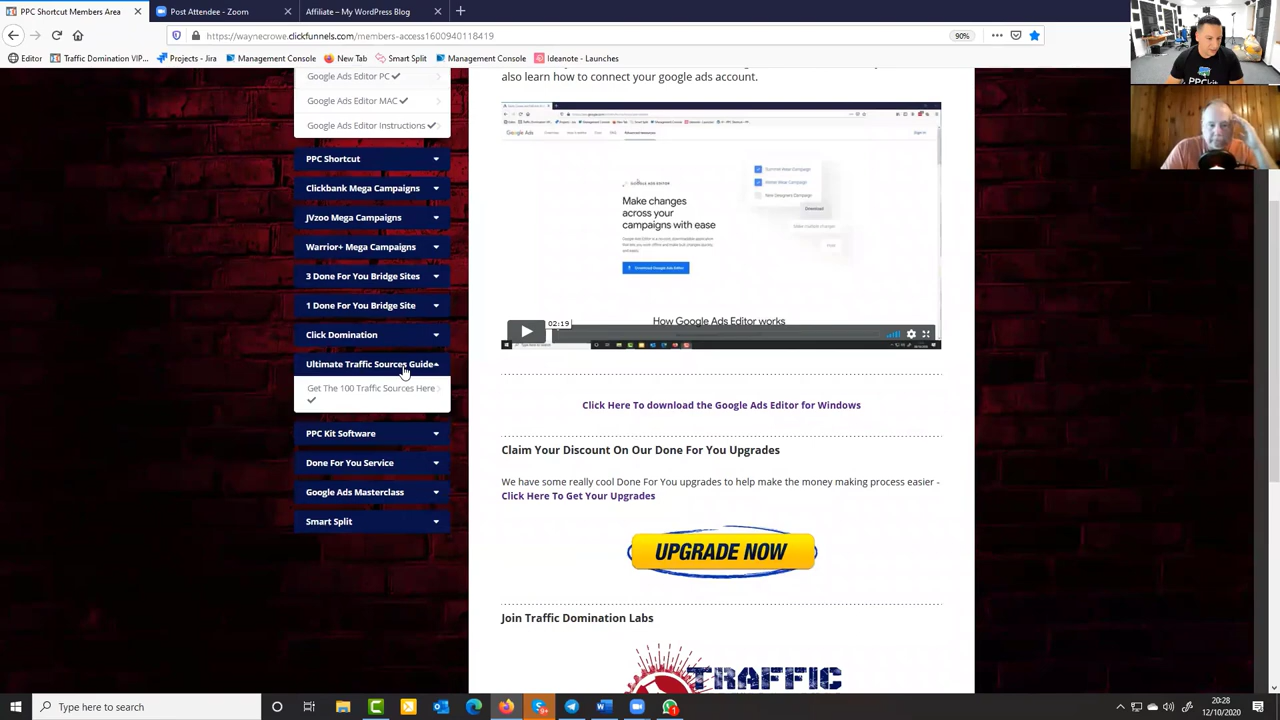 PPC Shortcut Members Area
Post Attendee - Zoom
Affiliate – My WordPress Blog
https://waynecrowe.clickfunnels.com/members-access1600940118419
90%
Editor
Traffic Domination VIP...
Projects - Jira
Management Console
New Tab
Smart Split
Management Console
Ideanote - Launches
Google Ads Editor PC
Google Ads Editor MAC
Instructions
PPC Shortcut
Clickbank Mega Campaigns
JVzoo Mega Campaigns
Warrior+ Mega Campaigns
3 Done For You Bridge Sites
1 Done For You Bridge Site
Click Domination
Ultimate Traffic Sources Guide
Get The 100 Traffic Sources Here
PPC Kit Software
Done For You Service
Google Ads Masterclass
Smart Split
also learn how to connect your google ads account.
Google Ads
GOOGLE ADS EDITOR
Make changes
across your
campaigns with ease
Download Google Ads Editor
Download
How Google Ads Editor works
02:19
Click Here To download the Google Ads Editor for Windows
Claim Your Discount On Our Done For You Upgrades
We have some really cool Done For You upgrades to help make the money making process easier -
Click Here To Get Your Upgrades
UPGRADE NOW
Join Traffic Domination Labs
TRAFFIC
PPCkit
Type here to search
20:28
12/10/2020